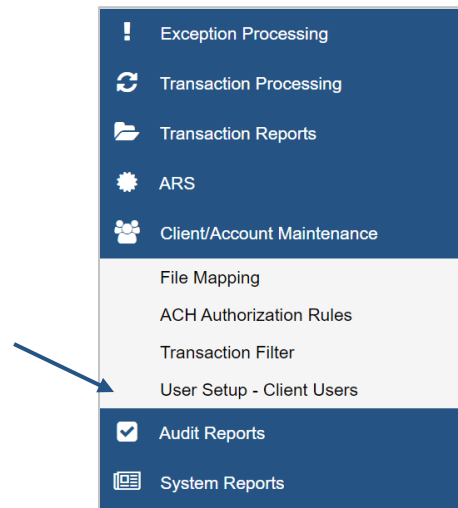 Exception Processing
Transaction Processing
Transaction Reports
ARS
Client/Account Maintenance
File Mapping
ACH Authorization Rules
Transaction Filter
User Setup - Client Users
Audit Reports
System Reports